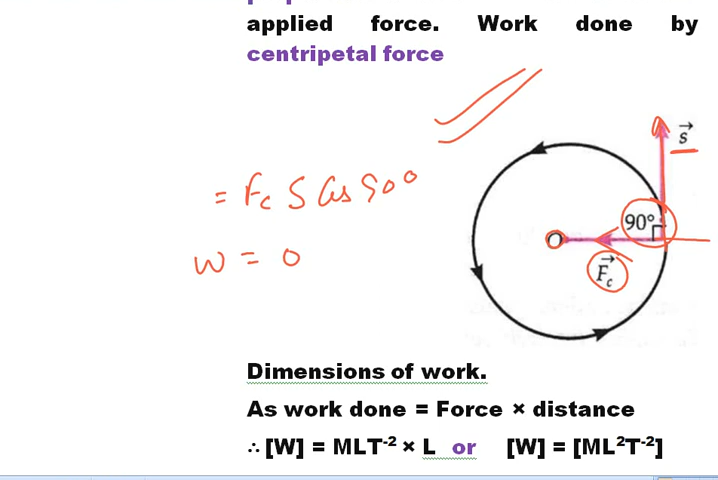 applied force. Work done by
centripetal force
= Fc S Cos 90°
W = 0
S⃗
90°
O
F⃗c
Dimensions of work.
As work done = Force × distance
∴ [W] = MLT⁻² × L or [W] = [ML²T⁻²]